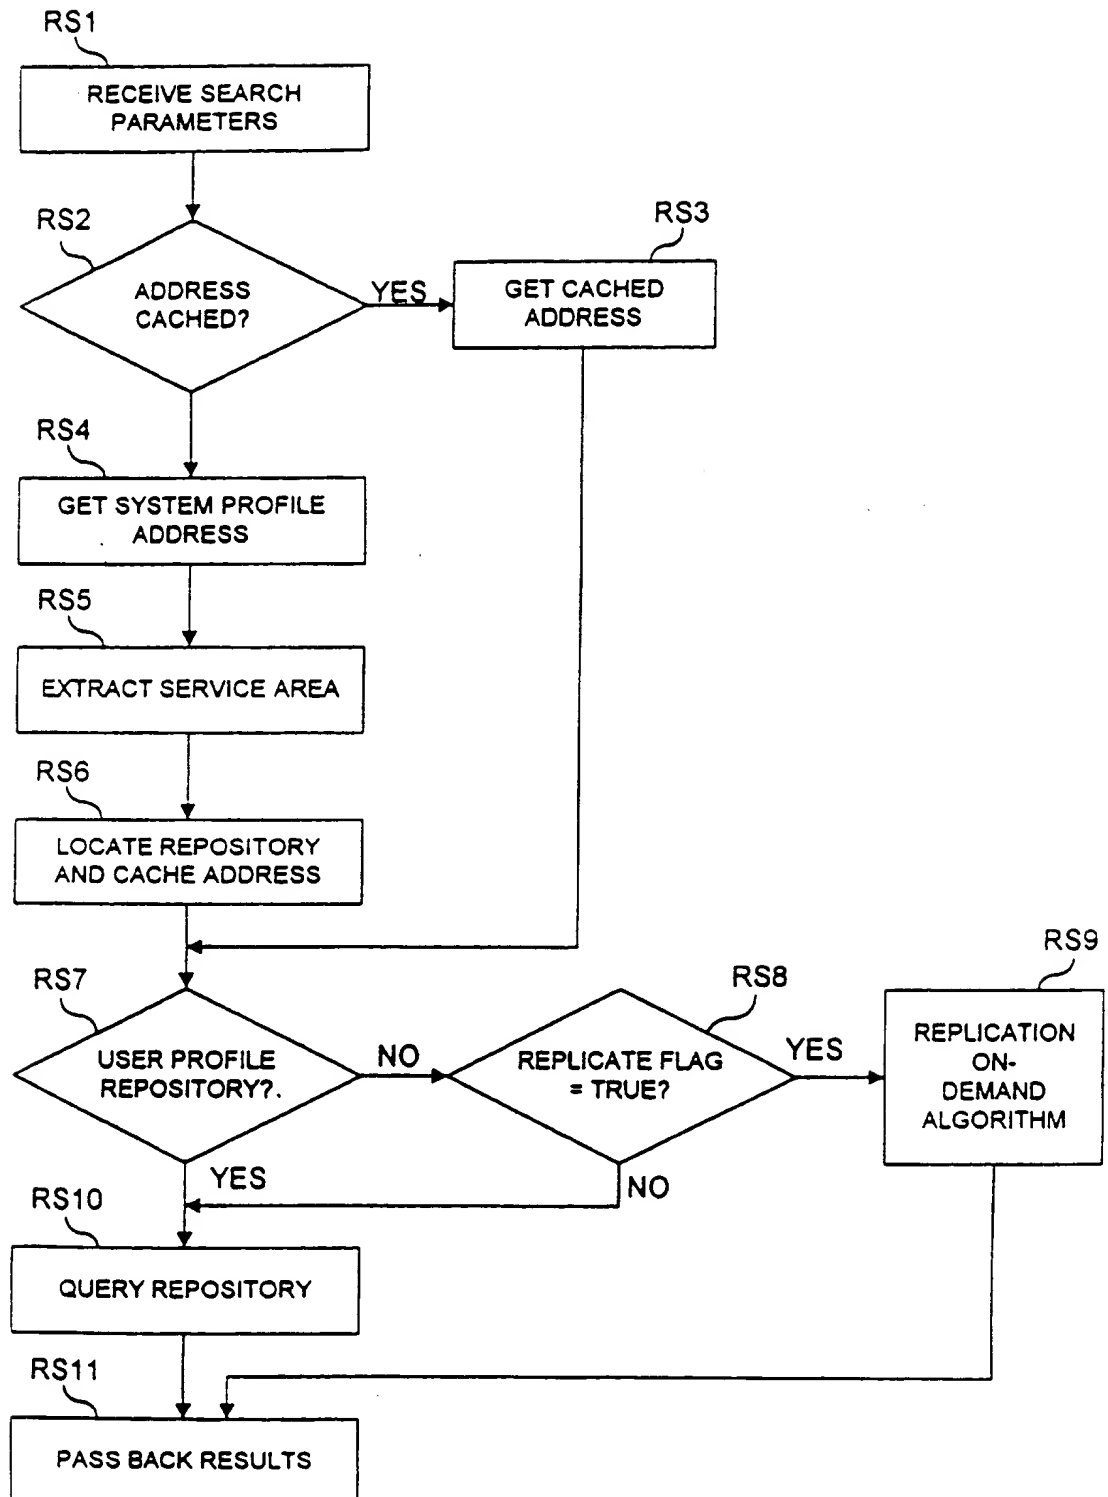 RS1
RECEIVE SEARCH
PARAMETERS
RS2
ADDRESS
CACHED?
YES
RS3
GET CACHED
ADDRESS
RS4
GET SYSTEM PROFILE
ADDRESS
RS5
EXTRACT SERVICE AREA
RS6
LOCATE REPOSITORY
AND CACHE ADDRESS
RS7
USER PROFILE
REPOSITORY?.
NO
YES
RS8
REPLICATE FLAG
= TRUE?
YES
NO
RS9
REPLICATION
ON-
DEMAND
ALGORITHM
RS10
QUERY REPOSITORY
RS11
PASS BACK RESULTS